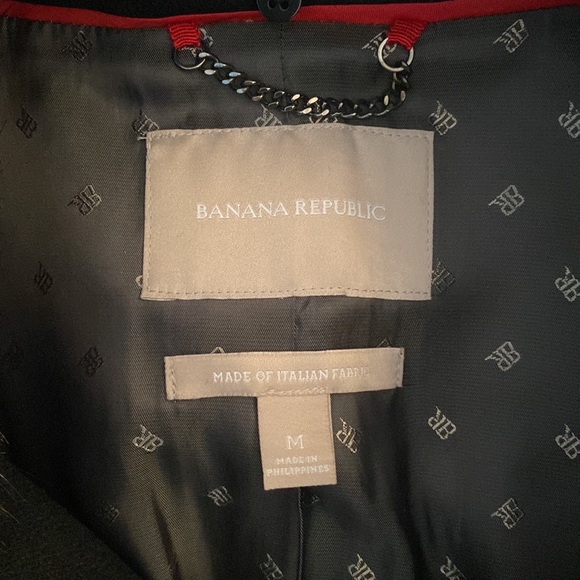 BANANA REPUBLIC
MADE OF ITALIAN FABRIC
M
MADE IN
PHILIPPINES